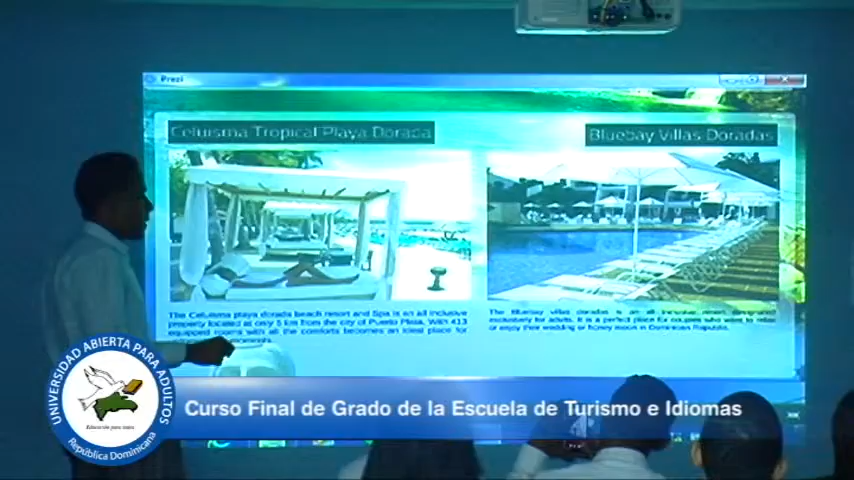 Prezi
Celuisma Tropical Playa Dorada
Bluebay Villas Doradas
The Celuisma playa dorada beach resort and Spa is an all inclusive
property located at only 5 km from the city of Puerto Plata. With 413
equipped rooms with all the comforts becomes an ideal place for
The Bluebay villas doradas is an all inclusive resort designated
exclusively for adults. It is a perfect place for couples who want to relax
or enjoy their wedding or honey moon in Dominican Republic.
UNIVERSIDAD ABIERTA PARA ADULTOS
Educación para todos
República Dominicana
Curso Final de Grado de la Escuela de Turismo e Idiomas